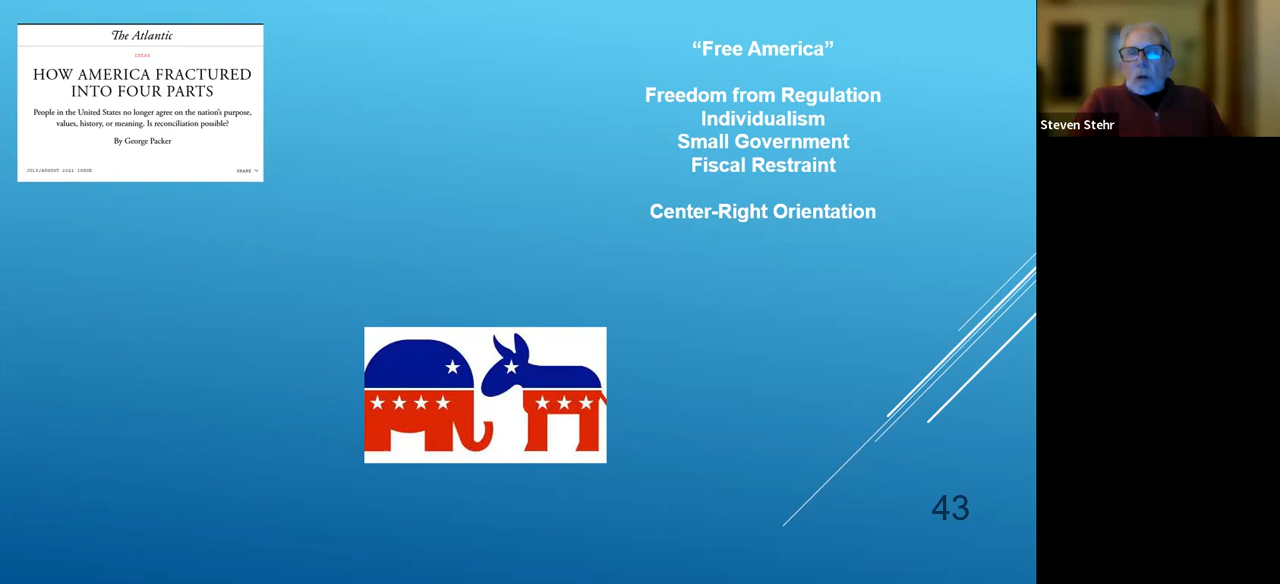 The Atlantic
IDEAS
HOW AMERICA FRACTURED
INTO FOUR PARTS
People in the United States no longer agree on the nation's purpose,
values, history, or meaning. Is reconciliation possible?
By George Packer
JULY/AUGUST 2021 ISSUE
SHARE
“Free America”
Freedom from Regulation
Individualism
Small Government
Fiscal Restraint
Center-Right Orientation
43
Steven Stehr